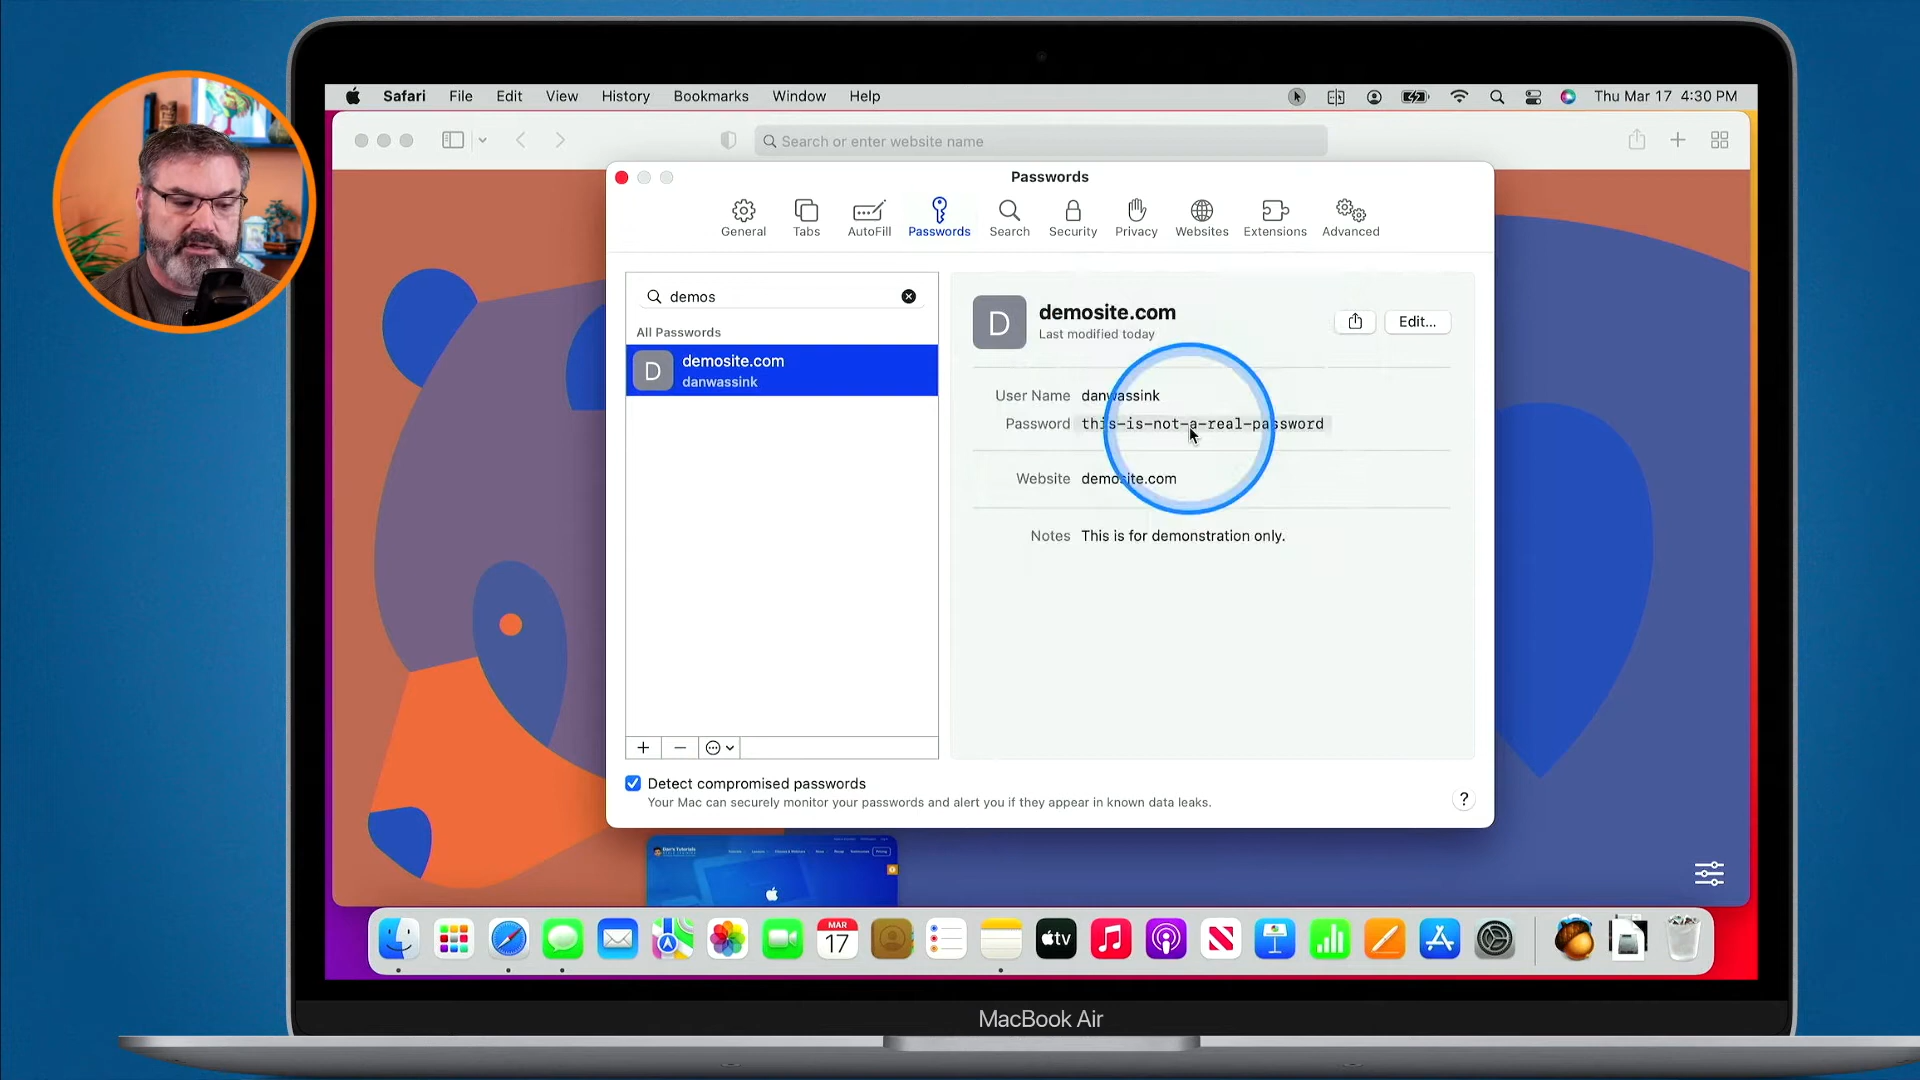 Safari File Edit View History Bookmarks Window Help Thu Mar 17 4:30 PM
Search or enter website name
Passwords
General Tabs AutoFill Passwords Search Security Privacy Websites Extensions Advanced
demos
All Passwords
D demosite.com
danwassink
D demosite.com
Last modified today
Edit...
User Name danwassink
Password this-is-not-a-real-password
Website demosite.com
Notes This is for demonstration only.
Detect compromised passwords
Your Mac can securely monitor your passwords and alert you if they appear in known data leaks.
?
Dan's Tutorials
MAR
17
tv
MacBook Air